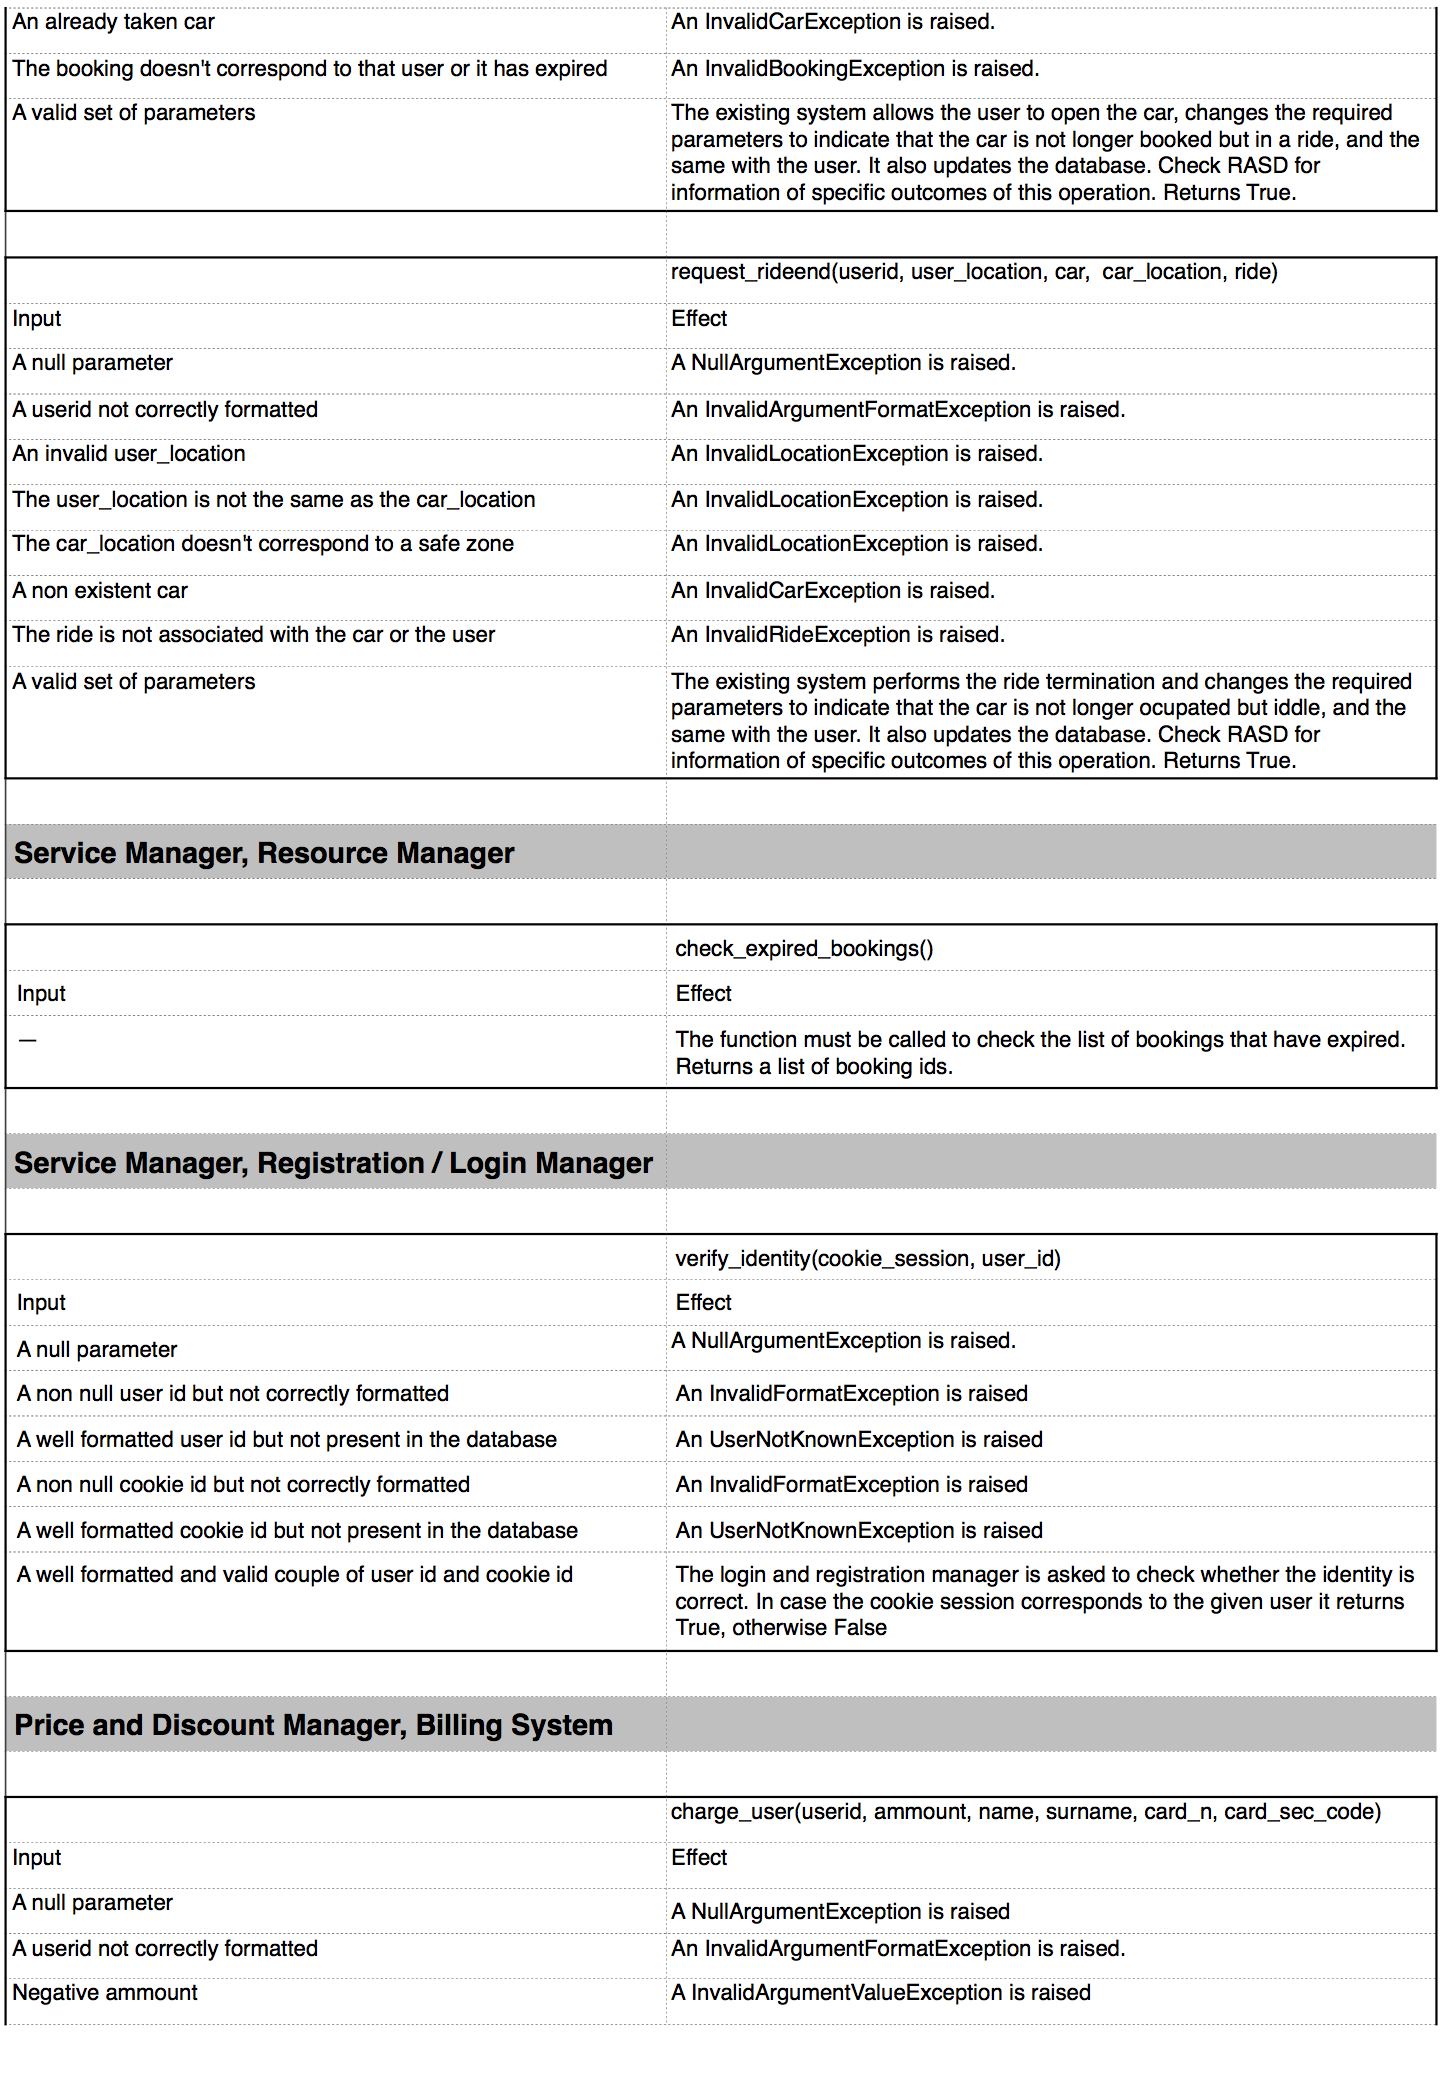 An already taken car
An InvalidCarException is raised.
The booking doesn't correspond to that user or it has expired
An InvalidBookingException is raised.
A valid set of parameters
The existing system allows the user to open the car, changes the required
parameters to indicate that the car is not longer booked but in a ride, and the
same with the user. It also updates the database. Check RASD for
information of specific outcomes of this operation. Returns True.
request_rideend(userid, user_location, car,  car_location, ride)
Input
Effect
A null parameter
A NullArgumentException is raised.
A userid not correctly formatted
An InvalidArgumentFormatException is raised.
An invalid user_location
An InvalidLocationException is raised.
The user_location is not the same as the car_location
An InvalidLocationException is raised.
The car_location doesn't correspond to a safe zone
An InvalidLocationException is raised.
A non existent car
An InvalidCarException is raised.
The ride is not associated with the car or the user
An InvalidRideException is raised.
A valid set of parameters
The existing system performs the ride termination and changes the required
parameters to indicate that the car is not longer ocupated but iddle, and the
same with the user. It also updates the database. Check RASD for
information of specific outcomes of this operation. Returns True.
Service Manager, Resource Manager
check_expired_bookings()
Input
Effect
—
The function must be called to check the list of bookings that have expired.
Returns a list of booking ids.
Service Manager, Registration / Login Manager
verify_identity(cookie_session, user_id)
Input
Effect
A null parameter
A NullArgumentException is raised.
A non null user id but not correctly formatted
An InvalidFormatException is raised
A well formatted user id but not present in the database
An UserNotKnownException is raised
A non null cookie id but not correctly formatted
An InvalidFormatException is raised
A well formatted cookie id but not present in the database
An UserNotKnownException is raised
A well formatted and valid couple of user id and cookie id
The login and registration manager is asked to check whether the identity is
correct. In case the cookie session corresponds to the given user it returns
True, otherwise False
Price and Discount Manager, Billing System
charge_user(userid, ammount, name, surname, card_n, card_sec_code)
Input
Effect
A null parameter
A NullArgumentException is raised
A userid not correctly formatted
An InvalidArgumentFormatException is raised.
Negative ammount
A InvalidArgumentValueException is raised